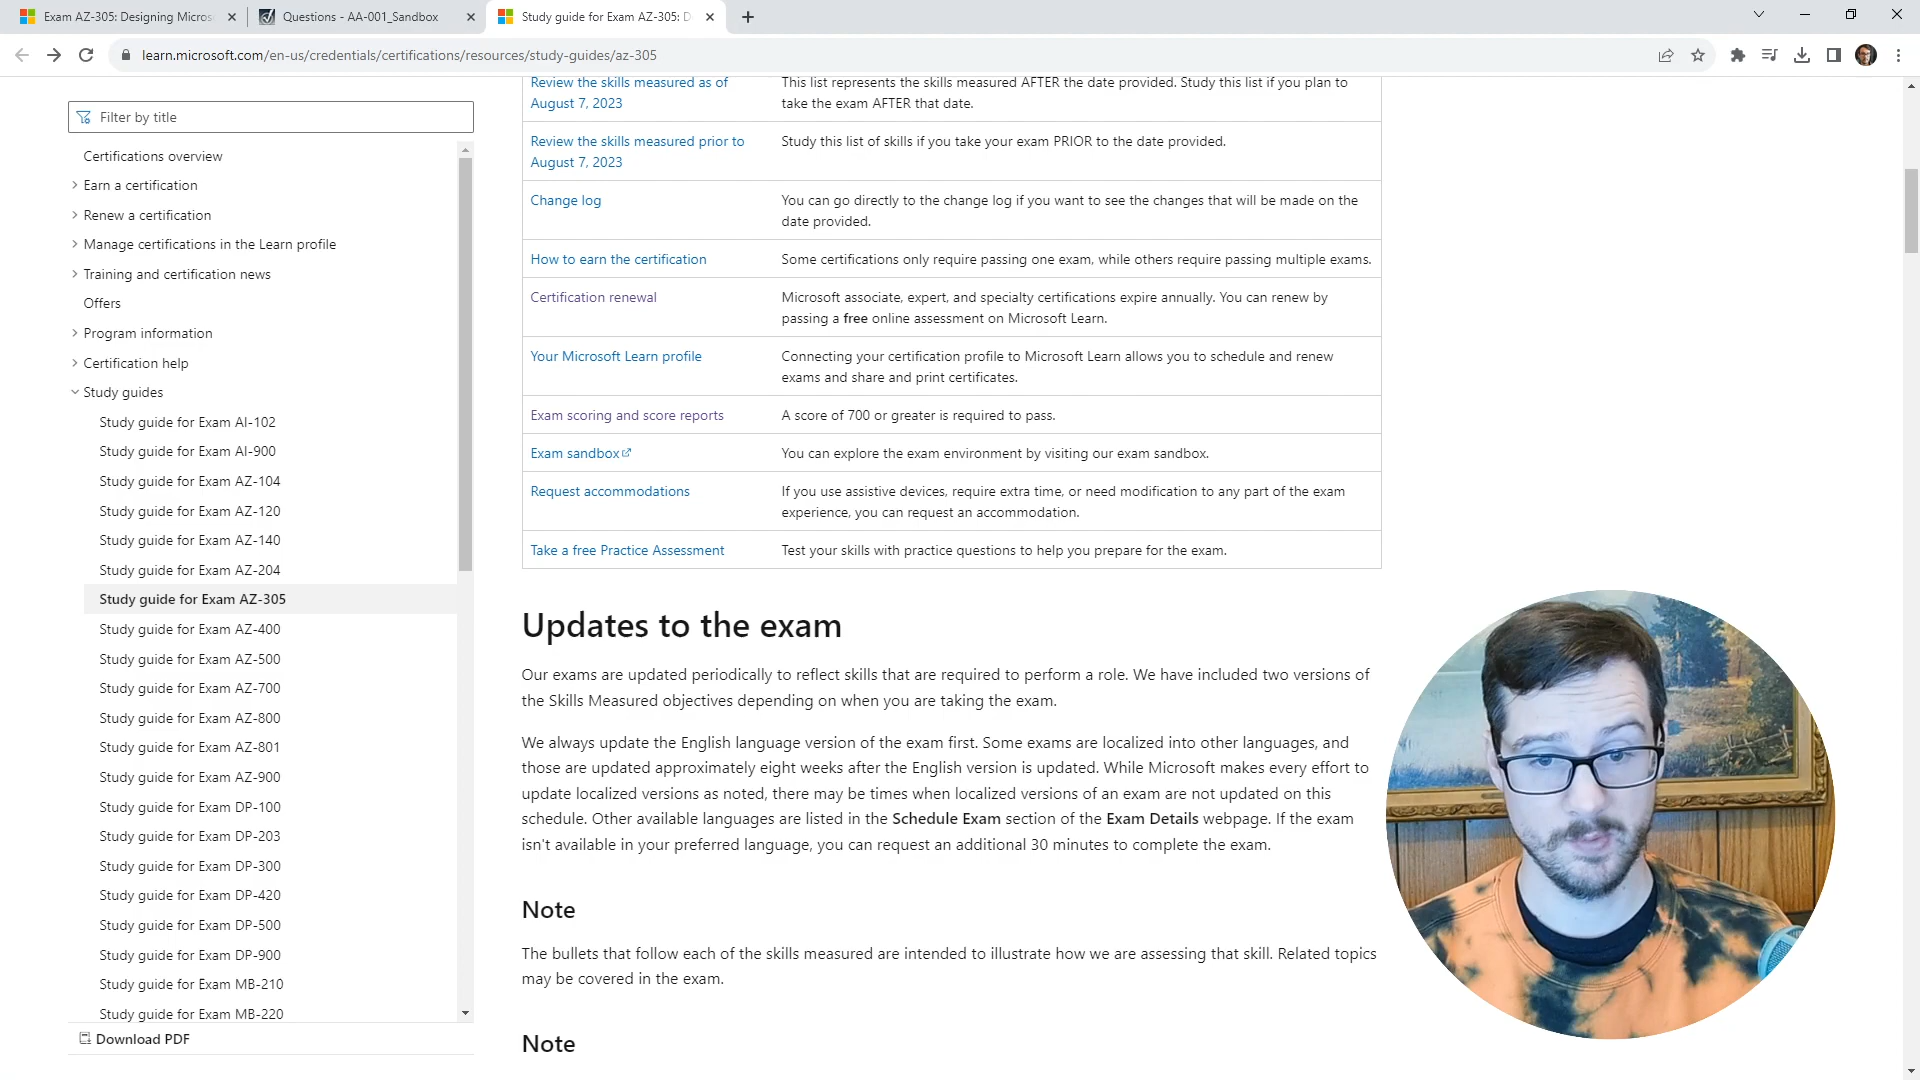 Exam AZ-305: Designing Micros
Questions - AA-001_Sandbox
Study guide for Exam AZ-305: D
learn.microsoft.com/en-us/credentials/certifications/resources/study-guides/az-305
Filter by title
Certifications overview
Earn a certification
Renew a certification
Manage certifications in the Learn profile
Training and certification news
Offers
Program information
Certification help
Study guides
Study guide for Exam AI-102
Study guide for Exam AI-900
Study guide for Exam AZ-104
Study guide for Exam AZ-120
Study guide for Exam AZ-140
Study guide for Exam AZ-204
Study guide for Exam AZ-305
Study guide for Exam AZ-400
Study guide for Exam AZ-500
Study guide for Exam AZ-700
Study guide for Exam AZ-800
Study guide for Exam AZ-801
Study guide for Exam AZ-900
Study guide for Exam DP-100
Study guide for Exam DP-203
Study guide for Exam DP-300
Study guide for Exam DP-420
Study guide for Exam DP-500
Study guide for Exam DP-900
Study guide for Exam MB-210
Study guide for Exam MB-220
Download PDF
Review the skills measured as of
August 7, 2023
This list represents the skills measured AFTER the date provided. Study this list if you plan to
take the exam AFTER that date.
Review the skills measured prior to
August 7, 2023
Study this list of skills if you take your exam PRIOR to the date provided.
Change log
You can go directly to the change log if you want to see the changes that will be made on the
date provided.
How to earn the certification
Some certifications only require passing one exam, while others require passing multiple exams.
Certification renewal
Microsoft associate, expert, and specialty certifications expire annually. You can renew by
passing a free online assessment on Microsoft Learn.
Your Microsoft Learn profile
Connecting your certification profile to Microsoft Learn allows you to schedule and renew
exams and share and print certificates.
Exam scoring and score reports
A score of 700 or greater is required to pass.
Exam sandbox
You can explore the exam environment by visiting our exam sandbox.
Request accommodations
If you use assistive devices, require extra time, or need modification to any part of the exam
experience, you can request an accommodation.
Take a free Practice Assessment
Test your skills with practice questions to help you prepare for the exam.
Updates to the exam
Our exams are updated periodically to reflect skills that are required to perform a role. We have included two versions of
the Skills Measured objectives depending on when you are taking the exam.
We always update the English language version of the exam first. Some exams are localized into other languages, and
those are updated approximately eight weeks after the English version is updated. While Microsoft makes every effort to
update localized versions as noted, there may be times when localized versions of an exam are not updated on this
schedule. Other available languages are listed in the Schedule Exam section of the Exam Details webpage. If the exam
isn't available in your preferred language, you can request an additional 30 minutes to complete the exam.
Note
The bullets that follow each of the skills measured are intended to illustrate how we are assessing that skill. Related topics
may be covered in the exam.
Note